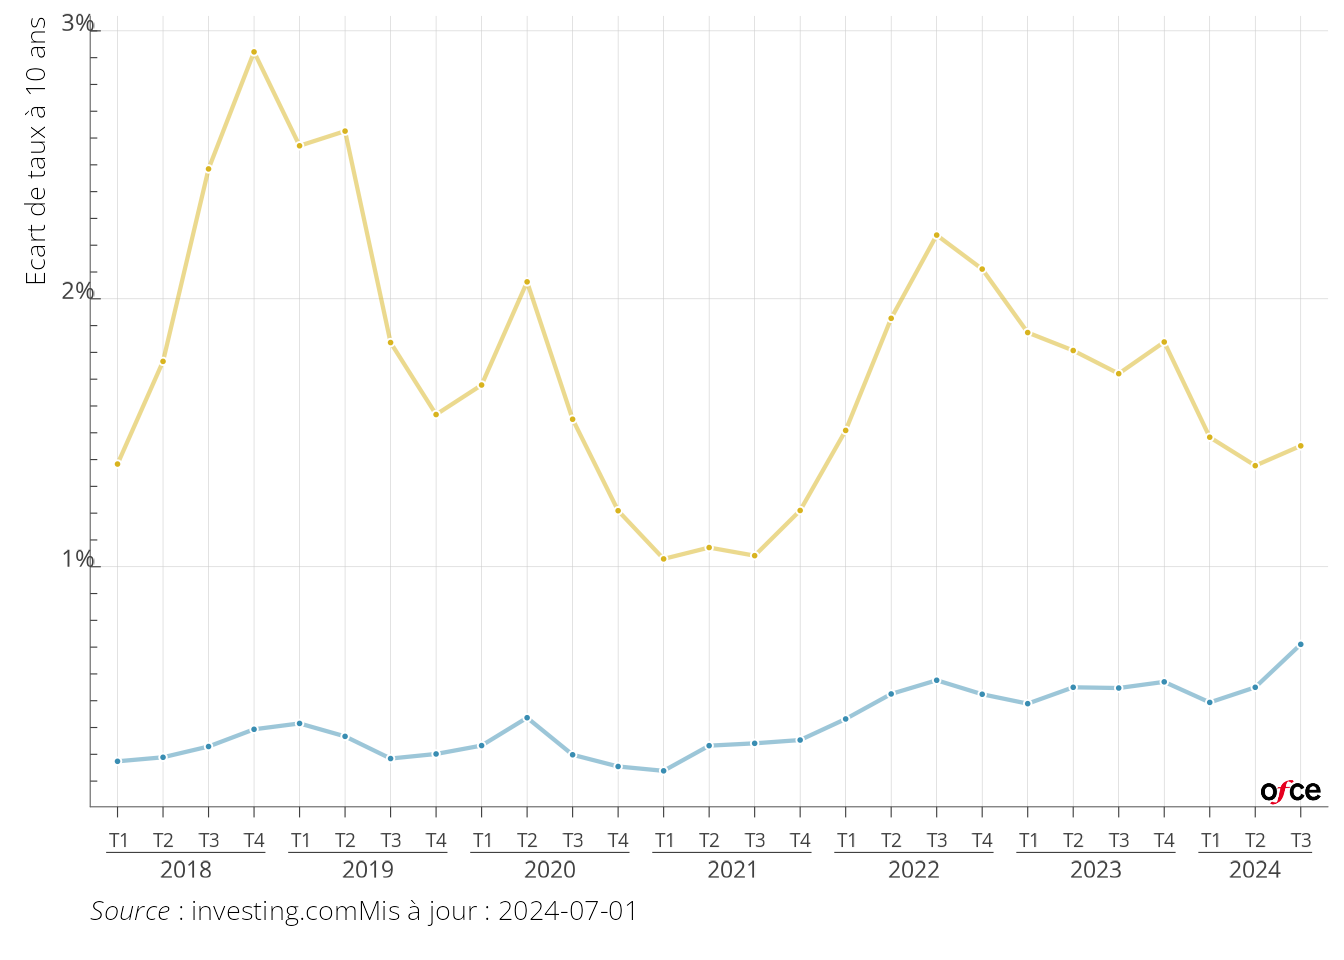 Ecart de taux à 10 ans
3%
2%
1%
ofce
T1 T2 T3 T4 T1 T2 T3 T4 T1 T2 T3 T4 T1 T2 T3 T4 T1 T2 T3 T4 T1 T2 T3 T4 T1 T2 T3
2018 2019 2020 2021 2022 2023 2024
Source : investing.comMis à jour : 2024-07-01